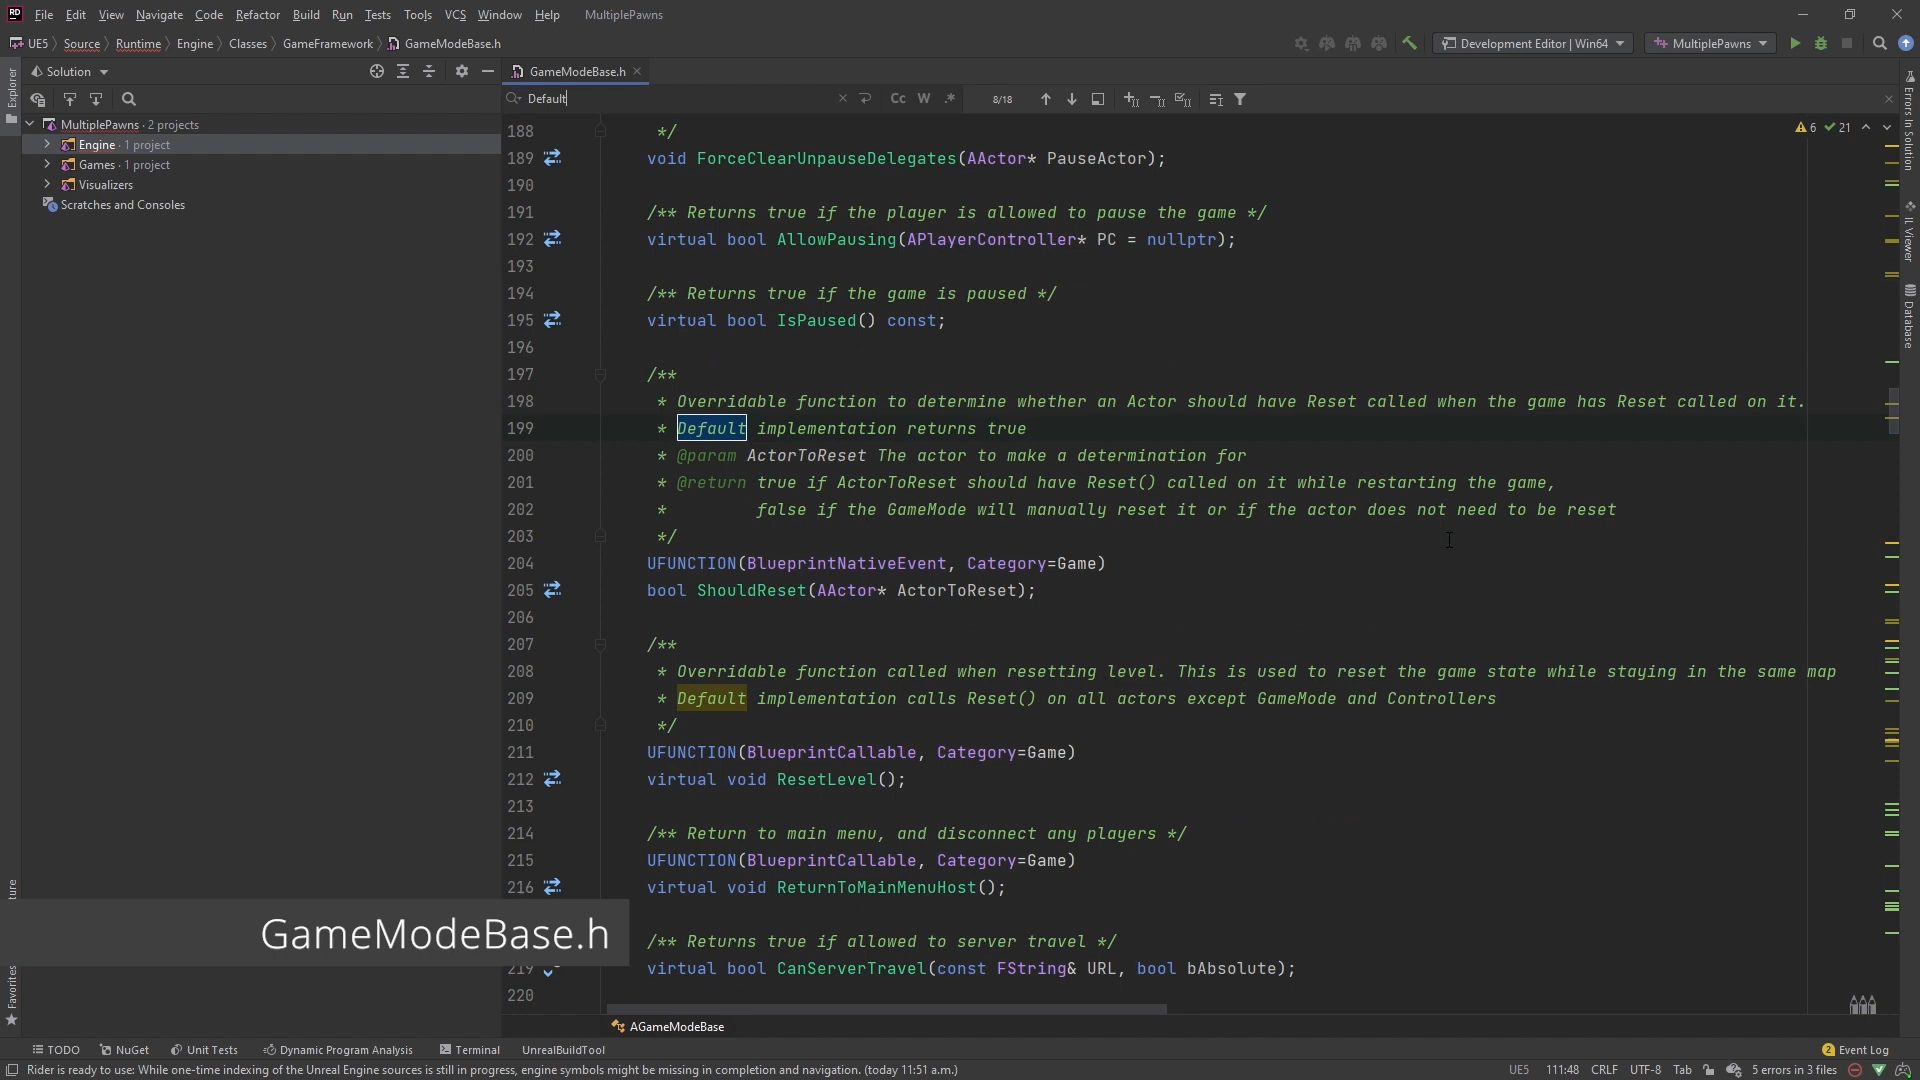 File Edit View Navigate Code Refactor Build Run Tests Tools VCS Window Help MultiplePawns
UE5 Source Runtime Engine Classes GameFramework GameModeBase.h Development Editor | Win64 MultiplePawns
Solution GameModeBase.h
Default Cc W .* 8/18
MultiplePawns · 2 projects
Engine · 1 project
Games · 1 project
Visualizers
Scratches and Consoles
Explorer
Favorites
Errors In Solution
IL Viewer
Database
6 21
188 */
189 void ForceClearUnpauseDelegates(AActor* PauseActor);
190
191 /** Returns true if the player is allowed to pause the game */
192 virtual bool AllowPausing(APlayerController* PC = nullptr);
193
194 /** Returns true if the game is paused */
195 virtual bool IsPaused() const;
196
197 /**
198 * Overridable function to determine whether an Actor should have Reset called when the game has Reset called on it.
199 * Default implementation returns true
200 * @param ActorToReset The actor to make a determination for
201 * @return true if ActorToReset should have Reset() called on it while restarting the game,
202 * false if the GameMode will manually reset it or if the actor does not need to be reset
203 */
204 UFUNCTION(BlueprintNativeEvent, Category=Game)
205 bool ShouldReset(AActor* ActorToReset);
206
207 /**
208 * Overridable function called when resetting level. This is used to reset the game state while staying in the same map
209 * Default implementation calls Reset() on all actors except GameMode and Controllers
210 */
211 UFUNCTION(BlueprintCallable, Category=Game)
212 virtual void ResetLevel();
213
214 /** Return to main menu, and disconnect any players */
215 UFUNCTION(BlueprintCallable, Category=Game)
216 virtual void ReturnToMainMenuHost();
/** Returns true if allowed to server travel */
219 virtual bool CanServerTravel(const FString& URL, bool bAbsolute);
220
GameModeBase.h
AGameModeBase
TODO NuGet Unit Tests Dynamic Program Analysis Terminal UnrealBuildTool 2 Event Log
Rider is ready to use: While one-time indexing of the Unreal Engine sources is still in progress, engine symbols might be missing in completion and navigation. (today 11:51 a.m.) UE5 111:48 CRLF UTF-8 Tab 5 errors in 3 files